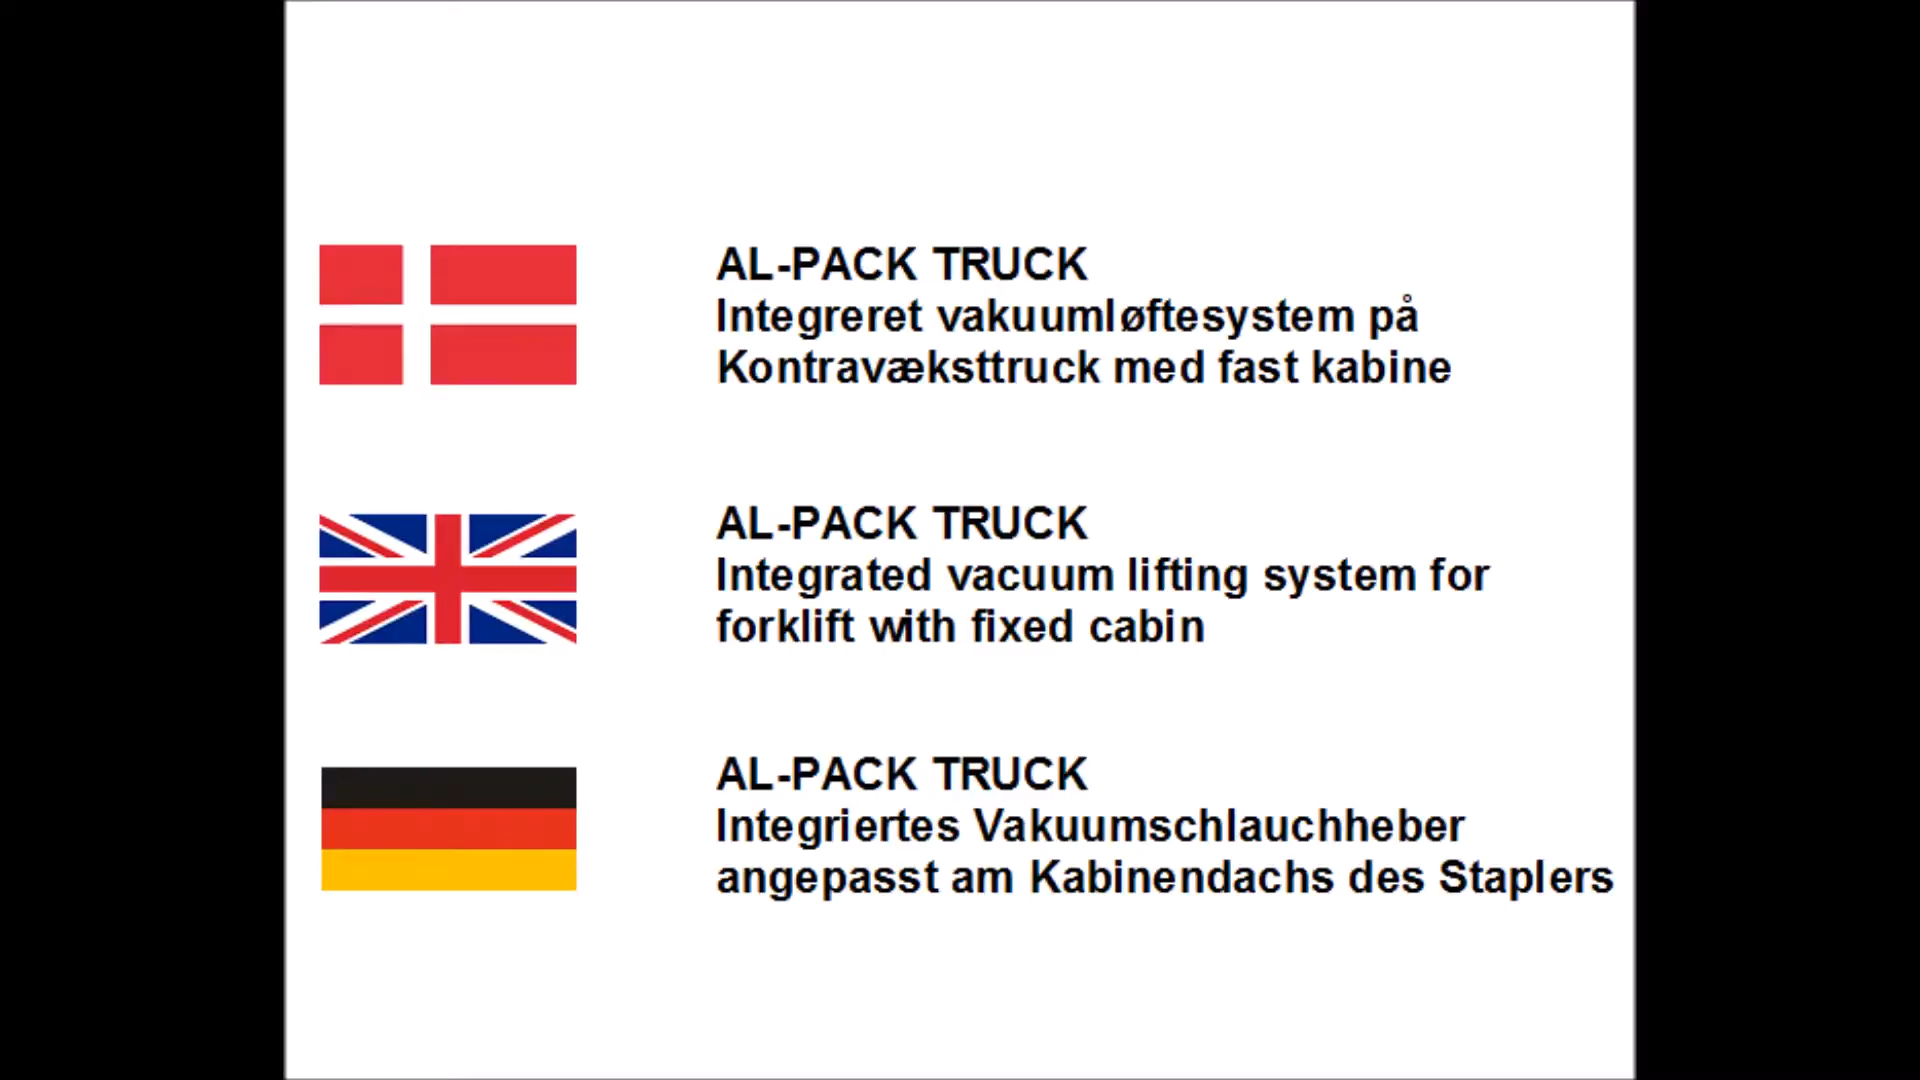 AL-PACK TRUCK
Integreret vakuumløftesystem på
Kontravæksttruck med fast kabine
AL-PACK TRUCK
Integrated vacuum lifting system for
forklift with fixed cabin
AL-PACK TRUCK
Integriertes Vakuumschlauchheber
angepasst am Kabinendachs des Staplers